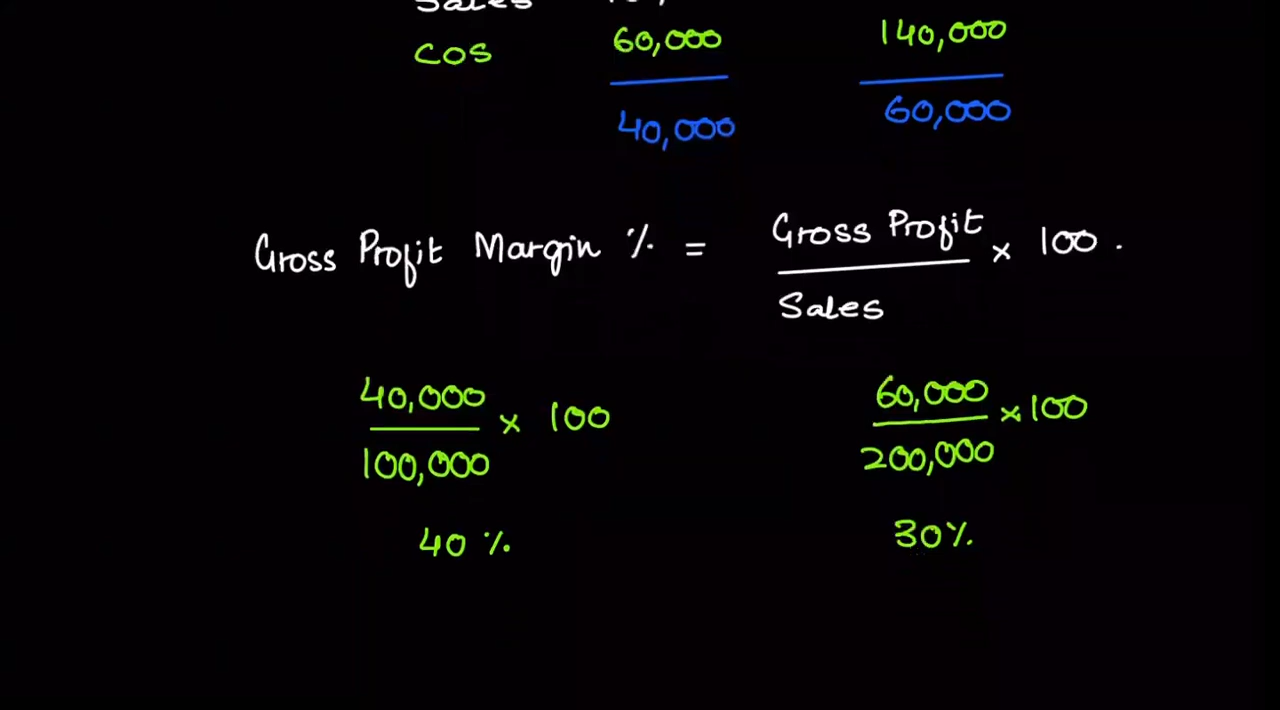 Sales
COS 60,000 140,000
40,000 60,000
Gross Profit Margin % = Gross Profit / Sales × 100.
40,000 / 100,000 × 100 60,000 / 200,000 × 100
40 % 30%